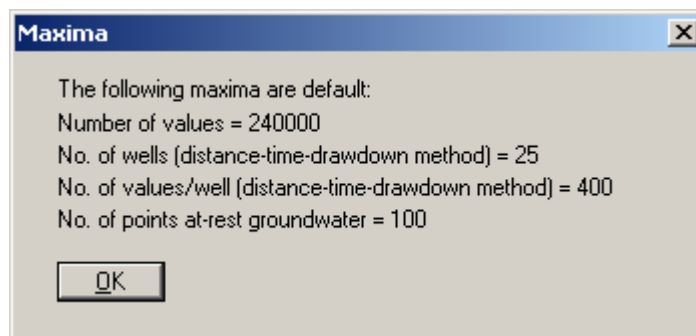 Maxima
The following maxima are default:
Number of values = 240000
No. of wells (distance-time-drawdown method) = 25
No. of values/well (distance-time-drawdown method) = 400
No. of points at-rest groundwater = 100
OK